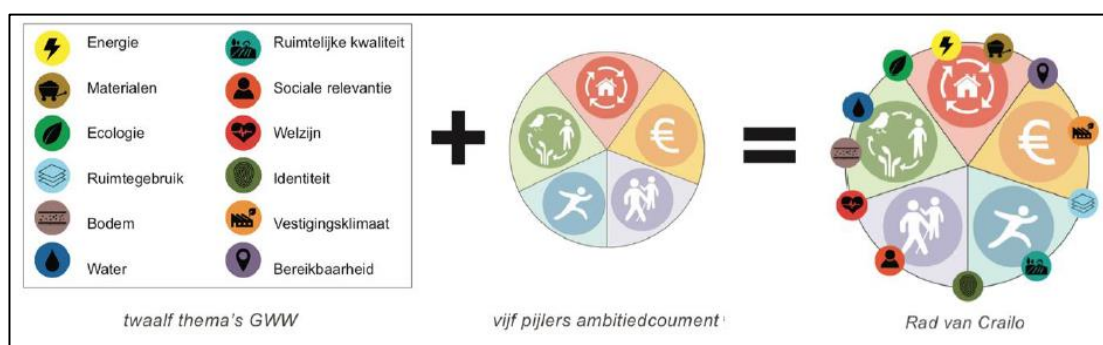 Energie
Materialen
Ecologie
Ruimtegebruik
Bodem
Water
Ruimtelijke kwaliteit
Sociale relevantie
Welzijn
Identiteit
Vestigingsklimaat
Bereikbaarheid
+
€
=
€
twaalf thema's GWW
vijf pijlers ambitiedcoument
Rad van Crailo